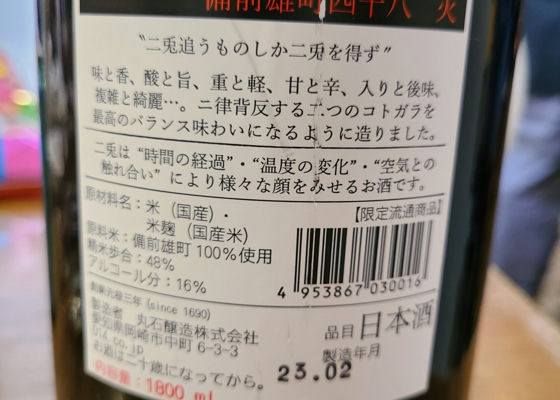 備前雄町四十八 火
“二兎追うものしか二兎を得ず”
味と香、酸と旨、重と軽、甘と辛、入りと後味、
複雑と綺麗…。二律背反する二つのコトガラを
最高のバランス味わいになるように造りました。
二兎は“時間の経過”・“温度の変化”・“空気との
触れ合い”により様々な顔をみせるお酒です。
原材料名：米（国産）・
米麹（国産米）
【限定流通商品】
原料米：備前雄町 100%使用
精米歩合：48%
アルコール分：16%
4 953867 030016
創業元禄三年 (since 1690)
製造者 丸石醸造株式会社
愛知県岡崎市中町 6-3-3
014.co.jp
お酒は二十歳になってから。
内容量：1800 ml
品目 日本酒
製造年月
23.02